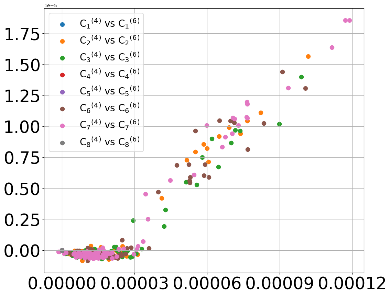 C₁⁽⁴⁾ vs C₁⁽⁶⁾
C₂⁽⁴⁾ vs C₂⁽⁶⁾
C₃⁽⁴⁾ vs C₃⁽⁶⁾
C₄⁽⁴⁾ vs C₄⁽⁶⁾
C₅⁽⁴⁾ vs C₅⁽⁶⁾
C₆⁽⁴⁾ vs C₆⁽⁶⁾
C₇⁽⁴⁾ vs C₇⁽⁶⁾
C₈⁽⁴⁾ vs C₈⁽⁶⁾
1.75
1.50
1.25
1.00
0.75
0.50
0.25
0.00
0.00000 0.00003 0.00006 0.00009 0.00012